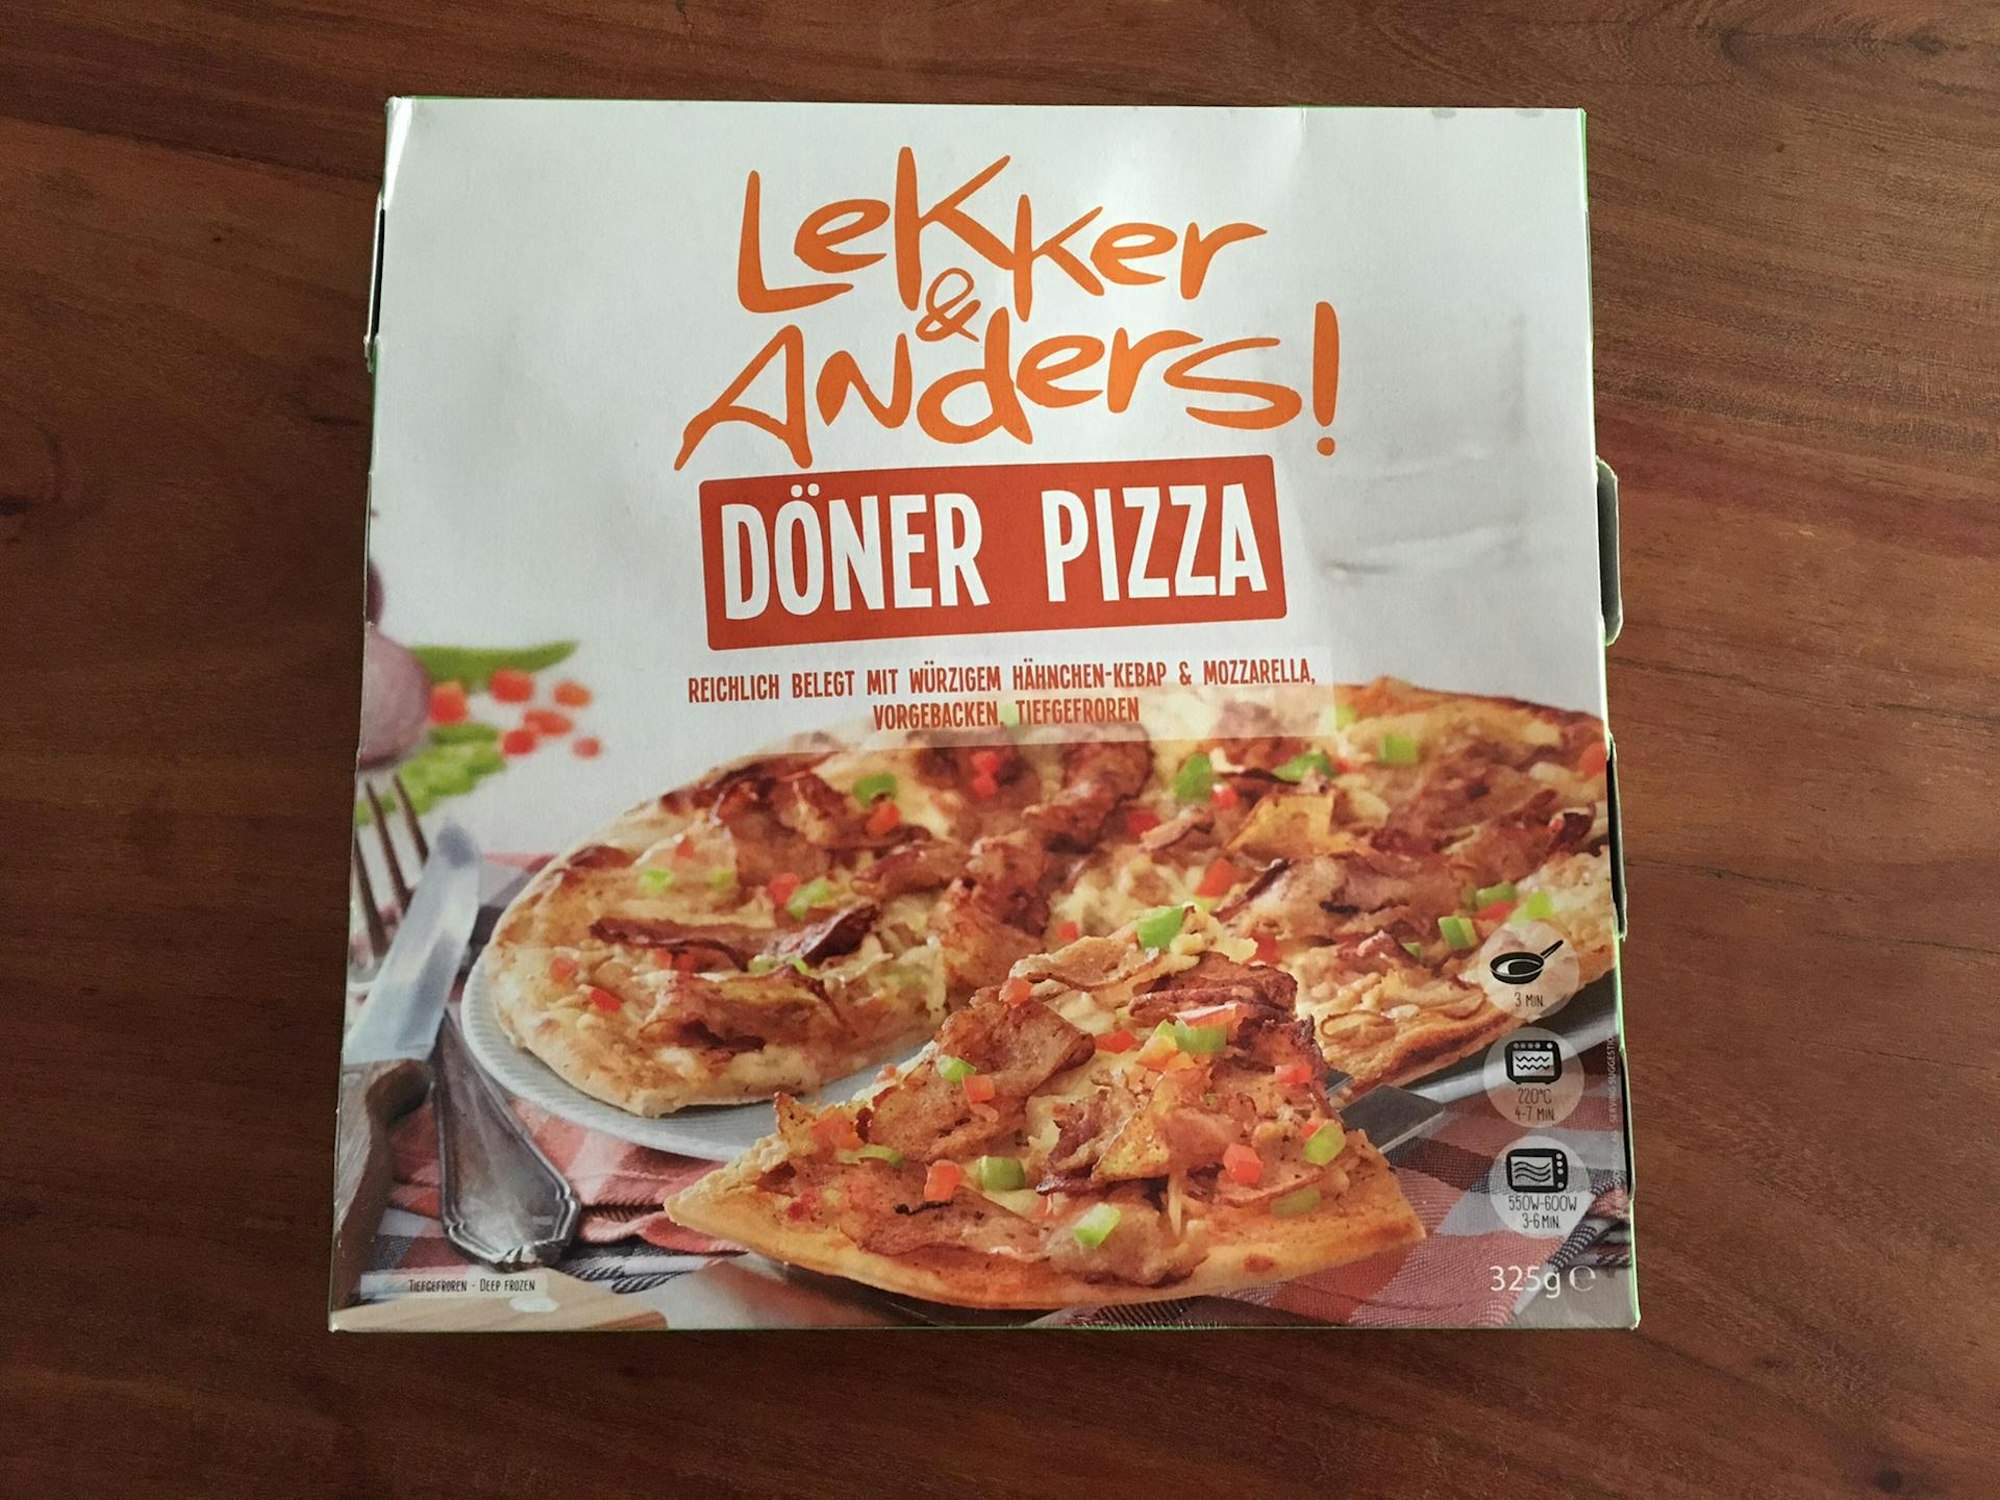 LeKKer
&
Anders!
DÖNER PIZZA
REICHLICH BELEGT MIT WÜRZIGEM HÄHNCHEN-KEBAP & MOZZARELLA,
VORGEBACKEN, TIEFGEFROREN
3 MIN.
220°C
4-7 MIN
550W-600W
3-6 MIN.
TIEFGEFROREN - DEEP FROZEN
325g ℮